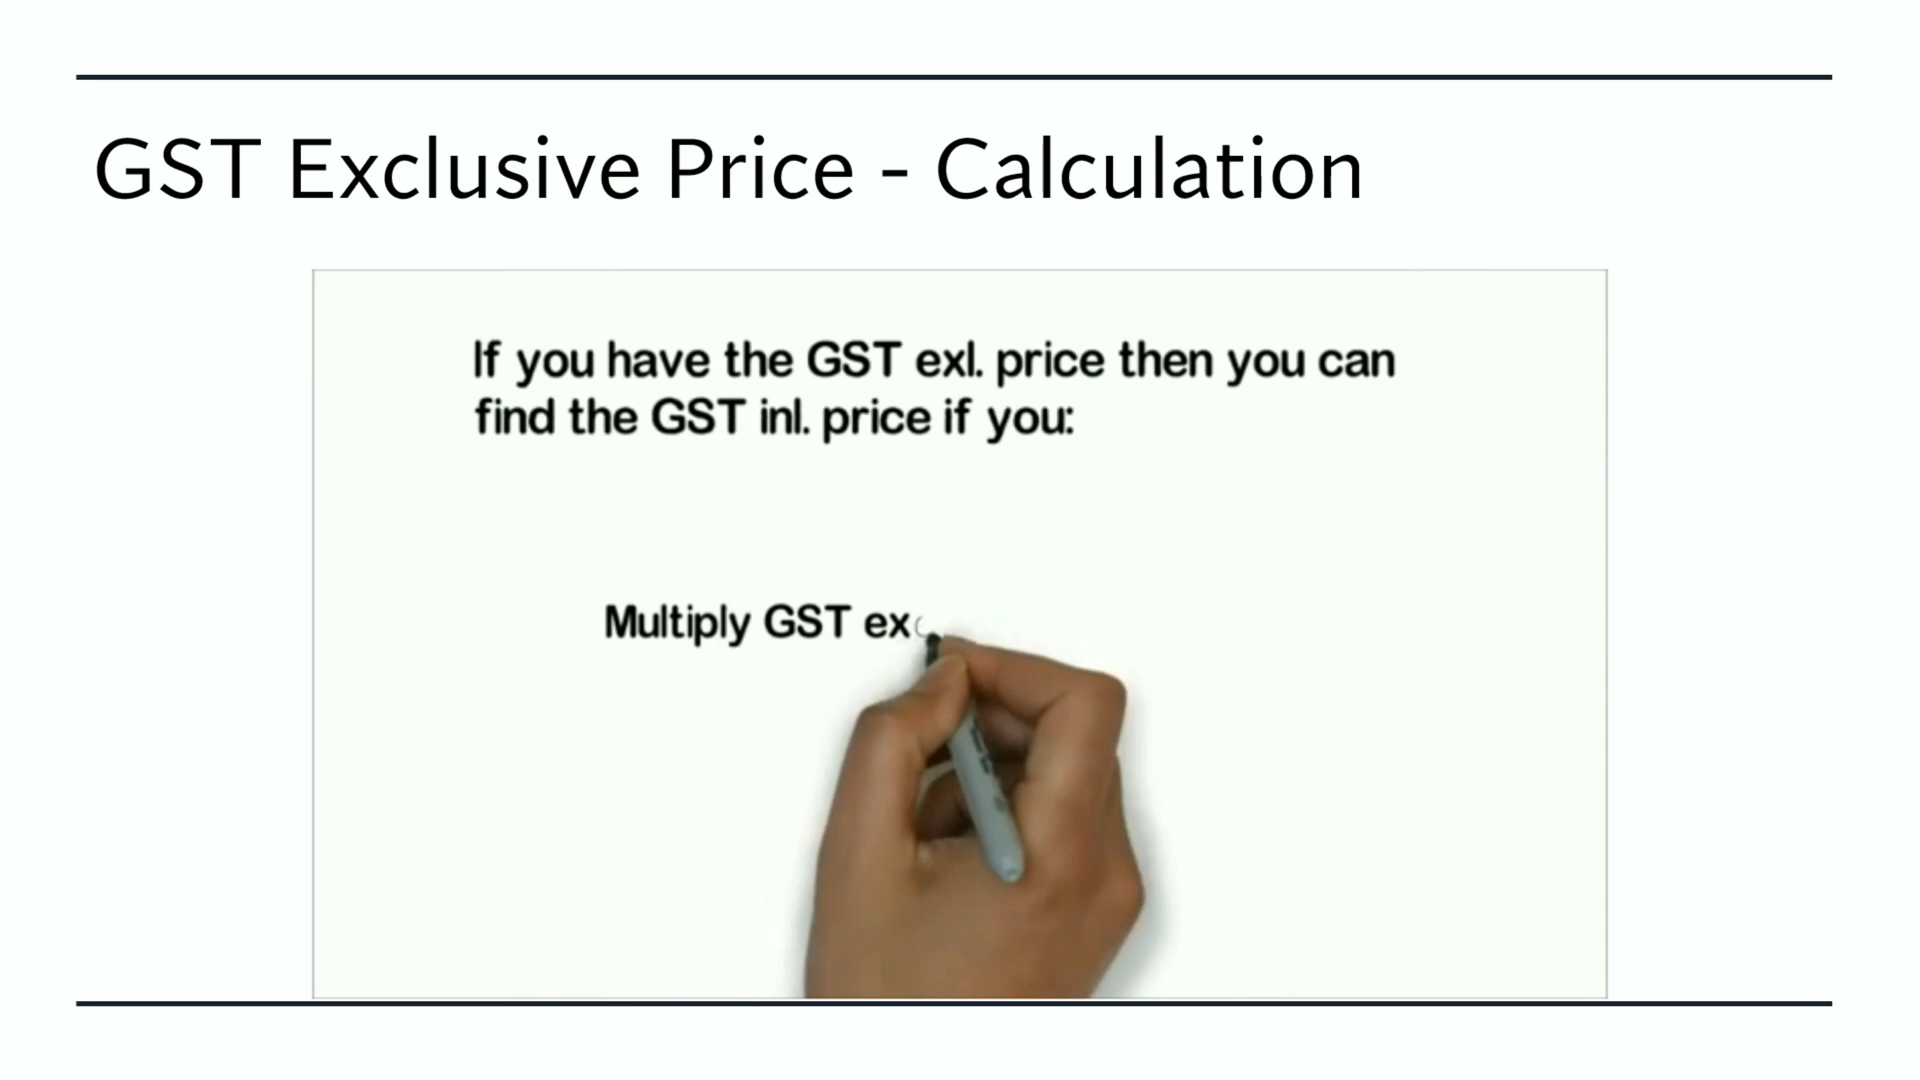 GST Exclusive Price - Calculation
If you have the GST exl. price then you can
find the GST inl. price if you:
Multiply GST exc